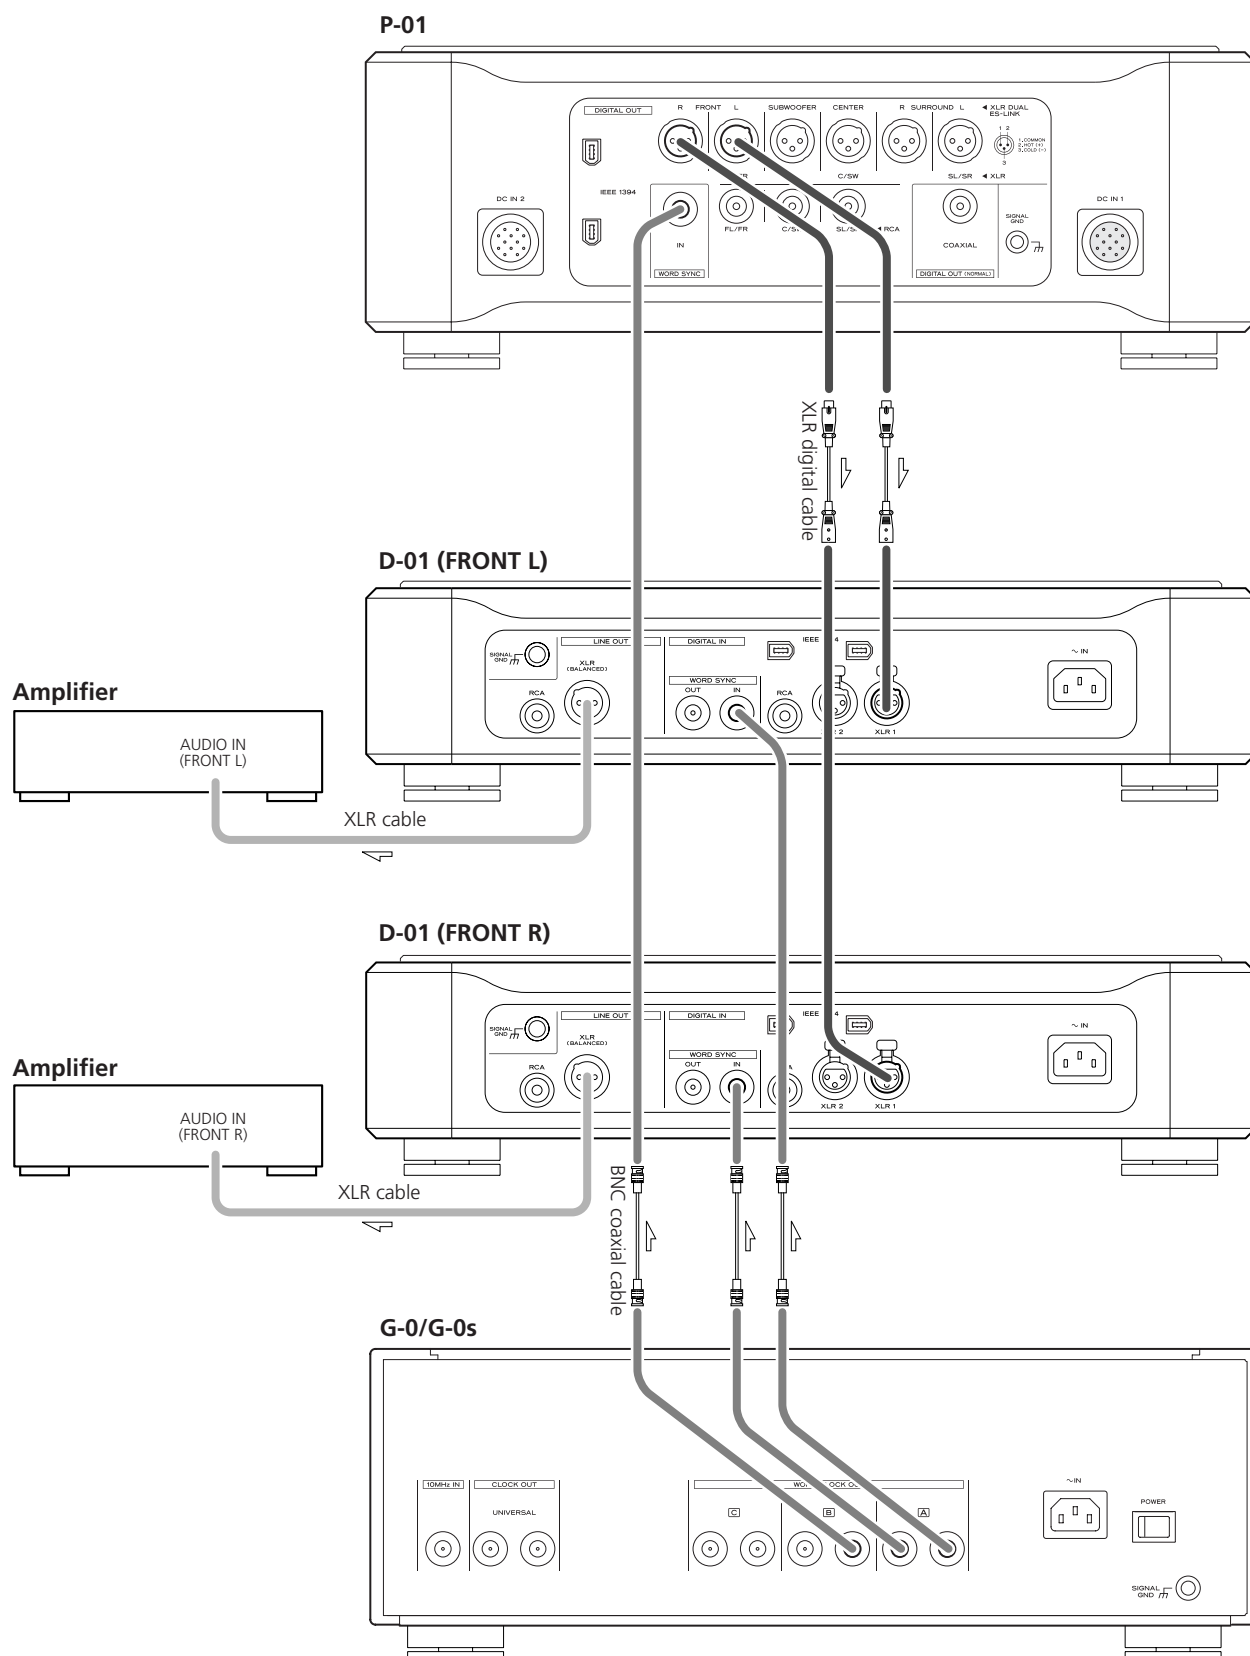 P-01
DIGITAL OUT
R FRONT L
SUBWOOFER
CENTER
R SURROUND L
◄ XLR DUAL
ES-LINK
1 2
3
1. COMMON
2. HOT (+)
3. COLD (–)
C/SW
SL/SR ◄ XLR
IEEE 1394
DC IN 2
DC IN 1
IN
WORD SYNC
FL/FR
◄ RCA
COAXIAL
DIGITAL OUT (NORMAL)
SIGNAL
GND
XLR digital cable
D-01 (FRONT L)
SIGNAL
GND
LINE OUT
XLR
(BALANCED)
RCA
DIGITAL IN
WORD SYNC
OUT
IN
RCA
IEEE
XLR 1
~ IN
Amplifier
AUDIO IN
(FRONT L)
XLR cable
D-01 (FRONT R)
SIGNAL
GND
LINE OUT
XLR
(BALANCED)
RCA
DIGITAL IN
WORD SYNC
OUT
IN
IEEE
XLR 2
XLR 1
~ IN
Amplifier
AUDIO IN
(FRONT R)
XLR cable
BNC coaxial cable
G-0/G-0s
10MHz IN
CLOCK OUT
UNIVERSAL
C
B
A
~IN
POWER
SIGNAL
GND